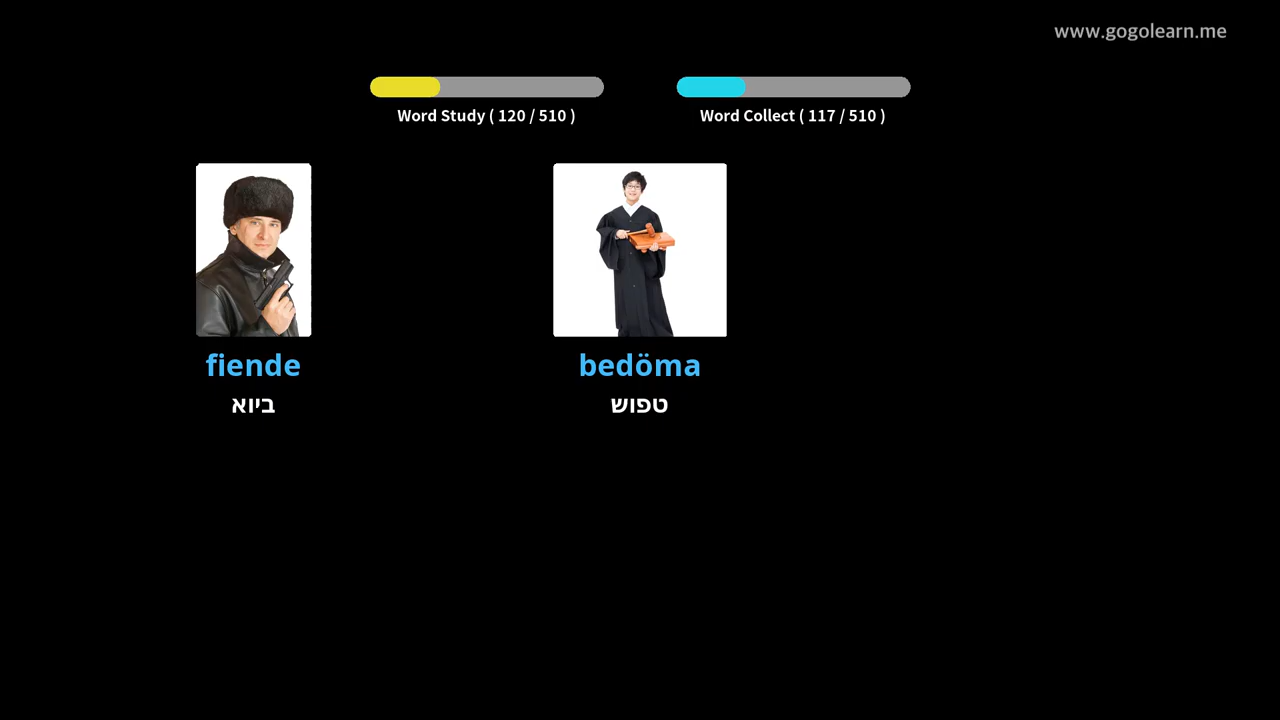 www.gogolearn.me
Word Study ( 120 / 510 )
Word Collect ( 117 / 510 )
fiende
ביוא
bedöma
טפוש